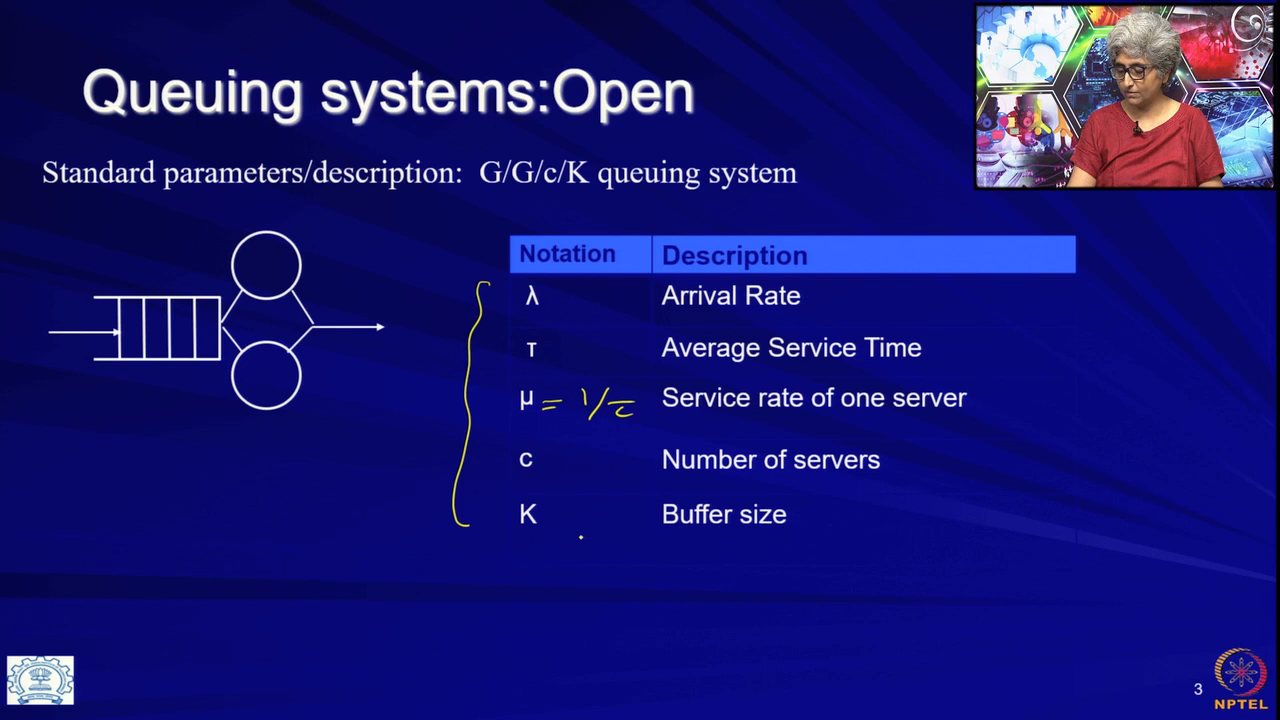 Queuing systems:Open
Standard parameters/description: G/G/c/K queuing system
Notation Description
λ Arrival Rate
τ Average Service Time
μ = 1/τ Service rate of one server
c Number of servers
K Buffer size
3
NPTEL